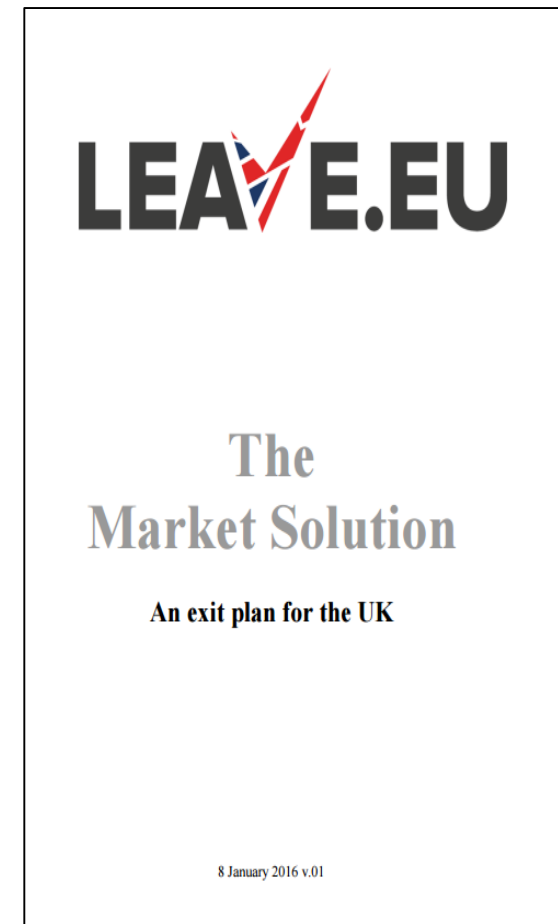 LEAVE.EU
The
Market Solution
An exit plan for the UK
8 January 2016 v.01